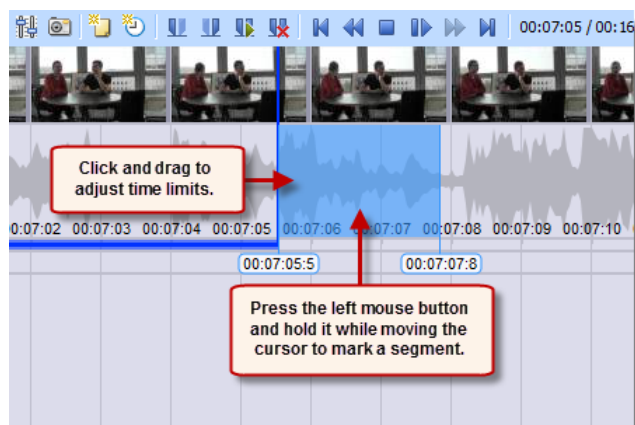 00:07:05 / 00:16
Click and drag to
adjust time limits.
0:07:02 00:07:03 00:07:04 00:07:05 00:07:06 00:07:07 00:07:08 00:07:09 00:07:10
00:07:05:5 00:07:07:8
Press the left mouse button
and hold it while moving the
cursor to mark a segment.